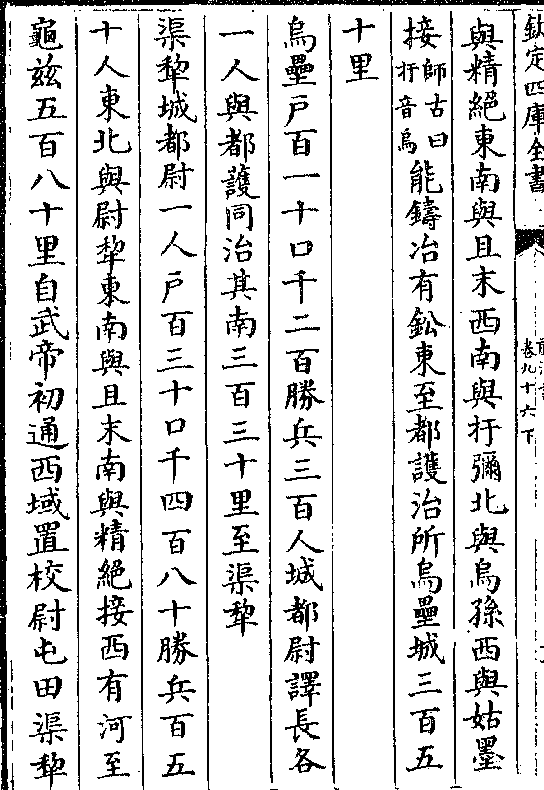 欽定四庫全書
卷九十六下
與精絶東南與且末西南與扜彌北與烏孫西與姑墨
接師古曰扜音烏能鑄冶有鈆東至都護治所烏壘城三百五
十里
烏壘戸百一十口千二百勝兵三百人城都尉譯長各
一人與都護同治其南三百三十里至渠犂
渠犂城都尉一人戸百三十口千四百八十勝兵百五
十人東北與尉犂東南與且末南與精絶接西有河至
龜兹五百八十里自武帝初通西域置校尉屯田渠犂